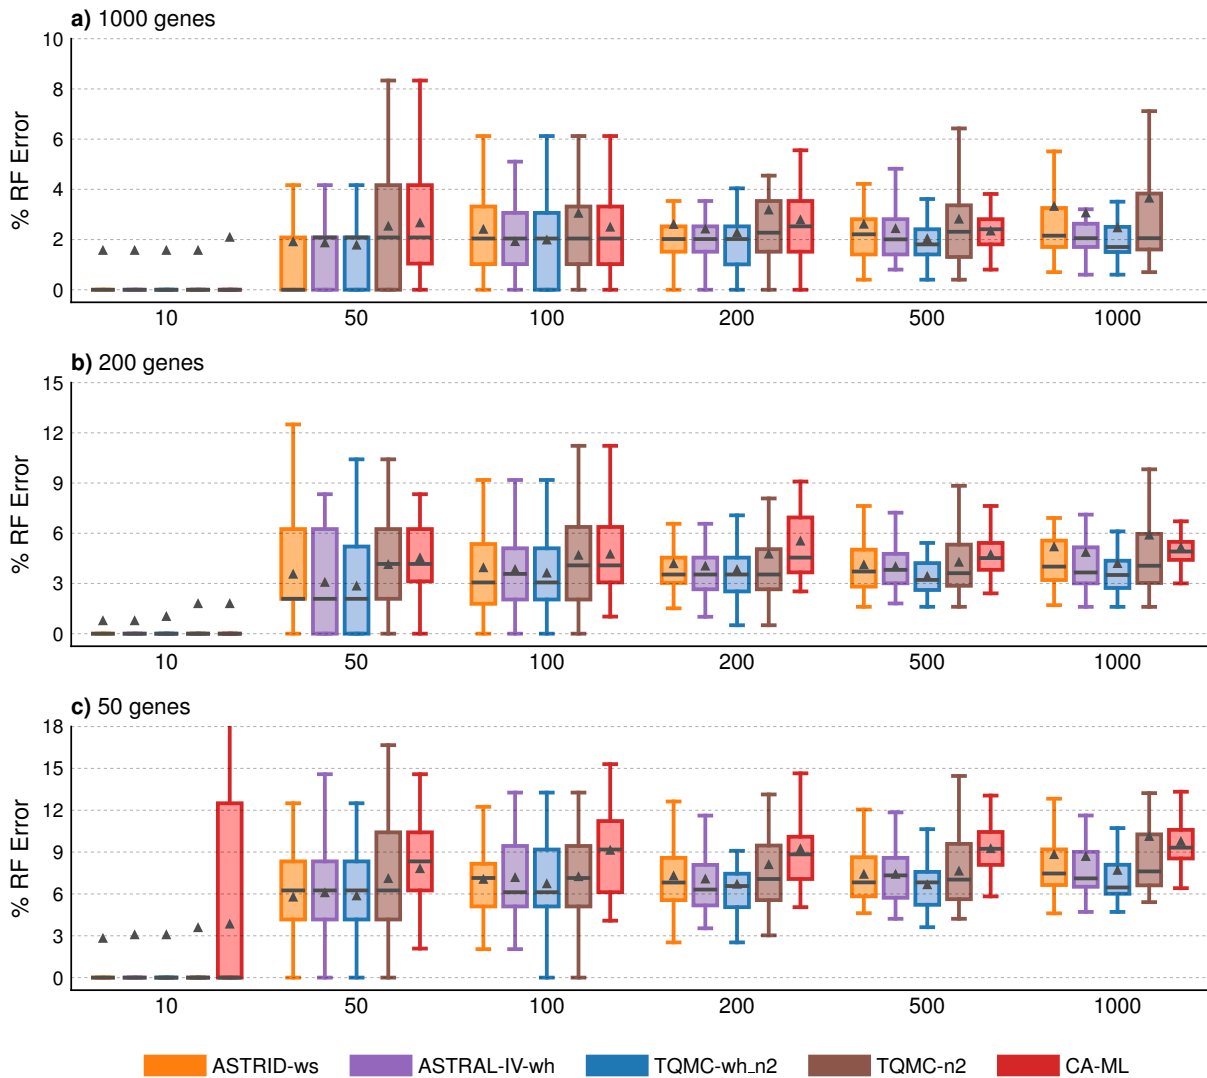 a) 1000 genes
10
8
6
4
2
0
% RF Error
10 50 100 200 500 1000
b) 200 genes
15
12
9
6
3
0
% RF Error
10 50 100 200 500 1000
c) 50 genes
18
15
12
9
6
3
0
% RF Error
10 50 100 200 500 1000
ASTRID-ws ASTRAL-IV-wh TQMC-wh_n2 TQMC-n2 CA-ML